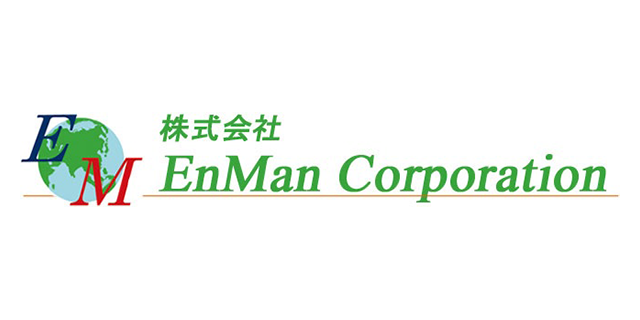 EM
株式会社
EnMan Corporation